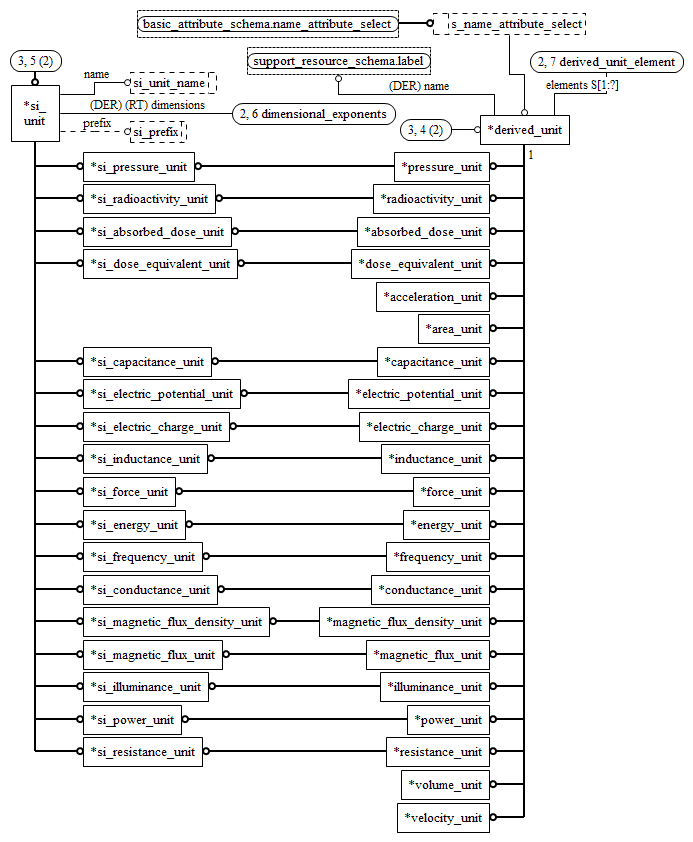 basic_attribute_schema.name_attribute_select
s_name_attribute_select
3, 5 (2)
support_resource_schema.label
2, 7 derived_unit_element
name
si_unit_name
(DER) name
elements S[1:?]
*si_
unit
(DER) (RT) dimensions
2, 6 dimensional_exponents
prefix
si_prefix
3, 4 (2)
*derived_unit
1
*si_pressure_unit
*pressure_unit
*si_radioactivity_unit
*radioactivity_unit
*si_absorbed_dose_unit
*absorbed_dose_unit
*si_dose_equivalent_unit
*dose_equivalent_unit
*acceleration_unit
*area_unit
*si_capacitance_unit
*capacitance_unit
*si_electric_potential_unit
*electric_potential_unit
*si_electric_charge_unit
*electric_charge_unit
*si_inductance_unit
*inductance_unit
*si_force_unit
*force_unit
*si_energy_unit
*energy_unit
*si_frequency_unit
*frequency_unit
*si_conductance_unit
*conductance_unit
*si_magnetic_flux_density_unit
*magnetic_flux_density_unit
*si_magnetic_flux_unit
*magnetic_flux_unit
*si_illuminance_unit
*illuminance_unit
*si_power_unit
*power_unit
*si_resistance_unit
*resistance_unit
*volume_unit
*velocity_unit